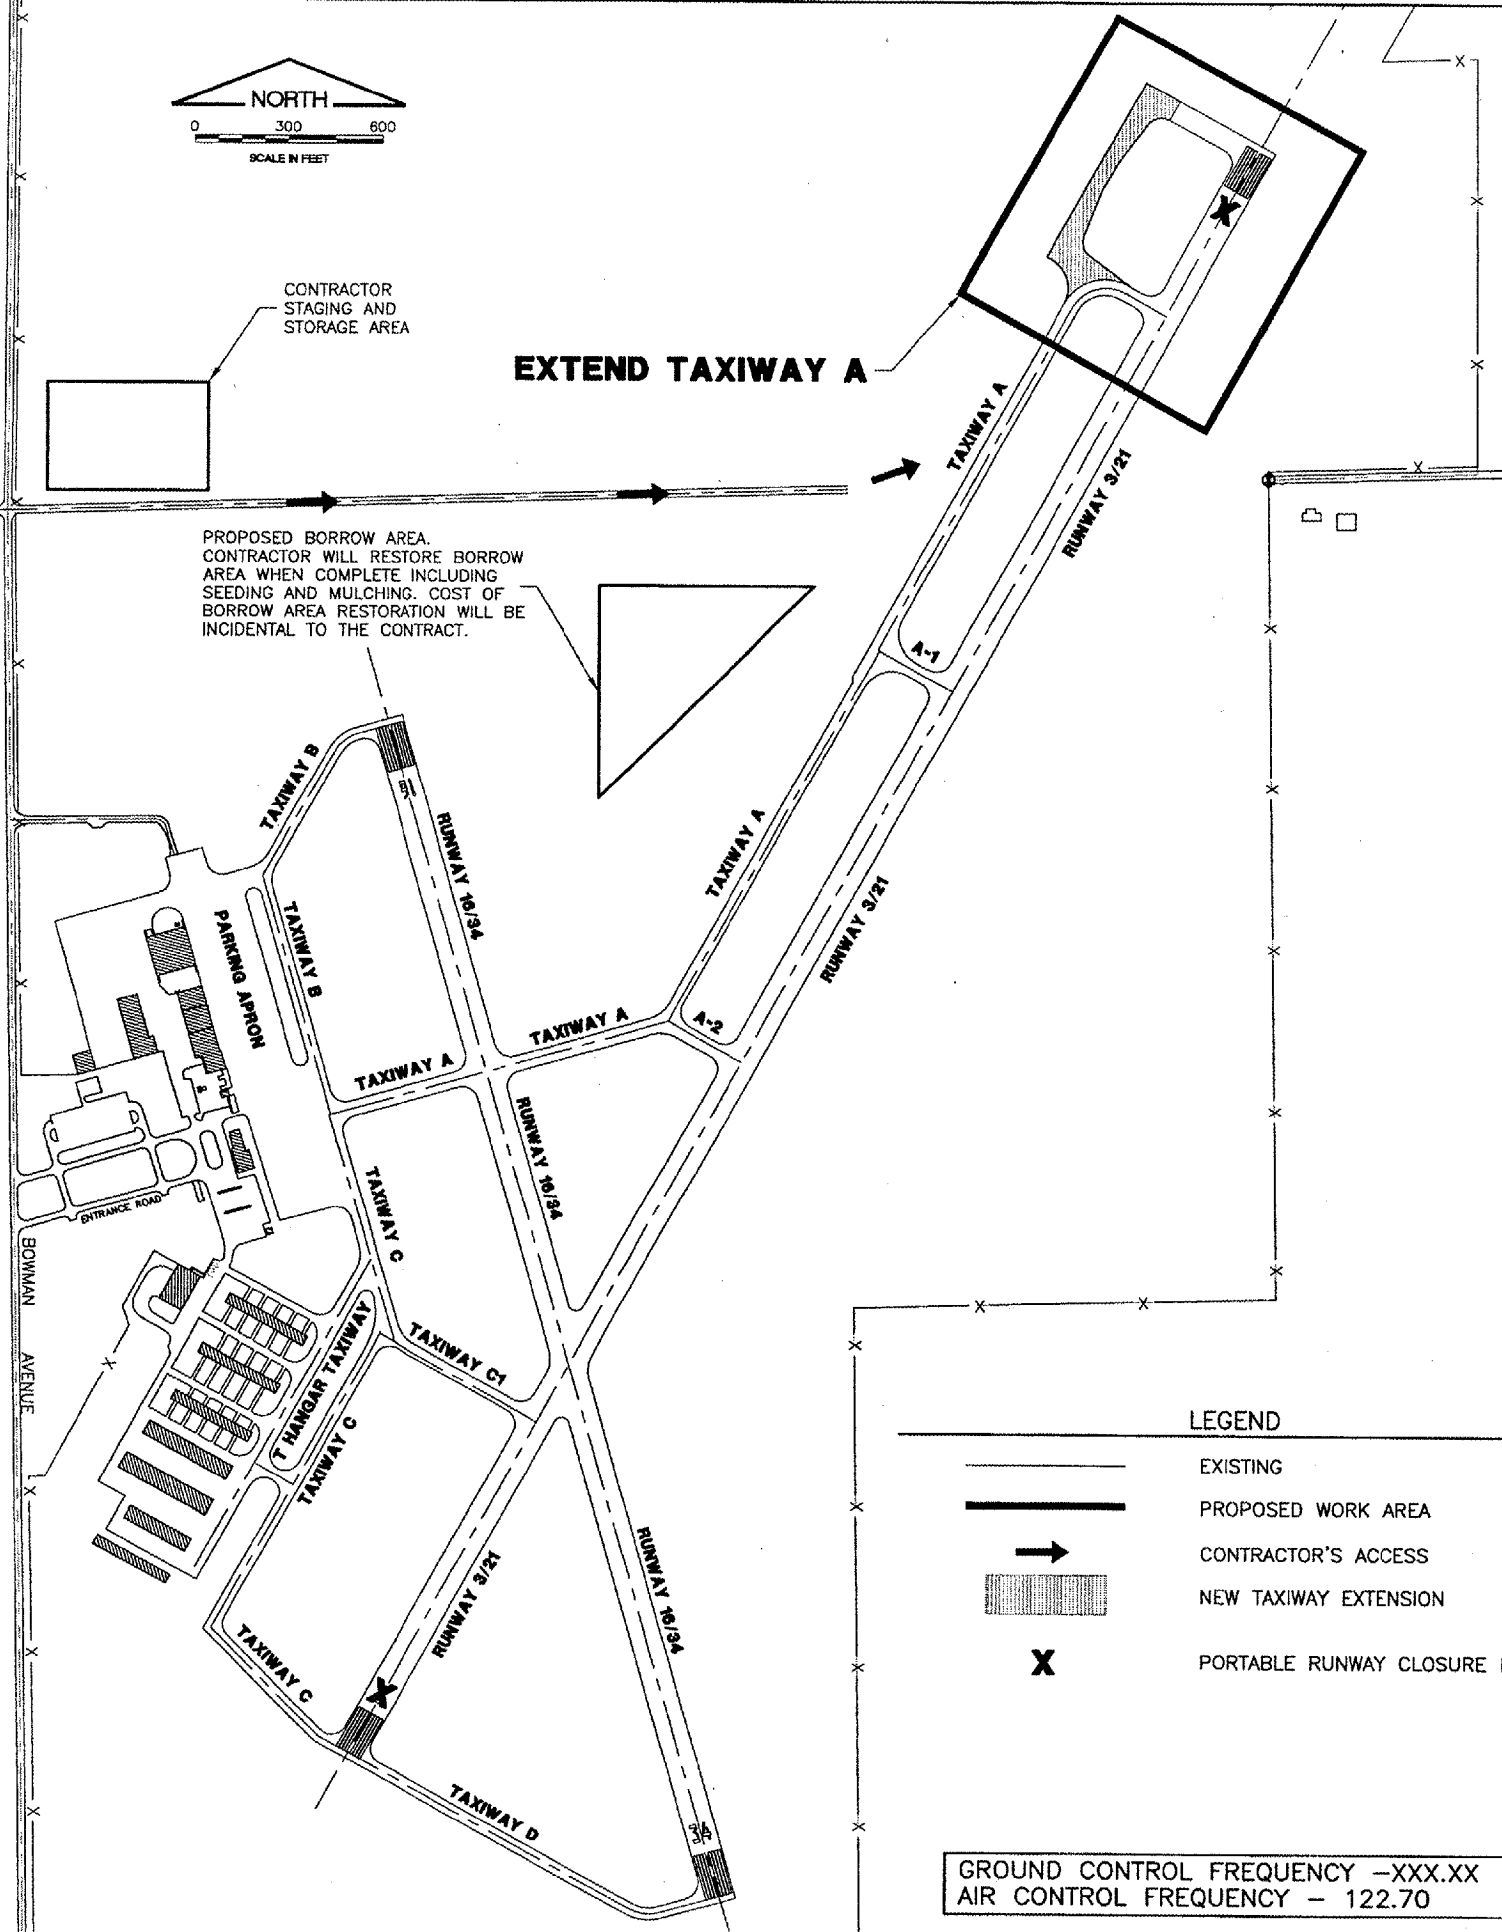 NORTH
0 300 600
SCALE IN FEET
CONTRACTOR
STAGING AND
STORAGE AREA
EXTEND TAXIWAY A
TAXIWAY A
RUNWAY 3/21
PROPOSED BORROW AREA.
CONTRACTOR WILL RESTORE BORROW
AREA WHEN COMPLETE INCLUDING
SEEDING AND MULCHING. COST OF
BORROW AREA RESTORATION WILL BE
INCIDENTAL TO THE CONTRACT.
A-1
TAXIWAY B
RUNWAY 16/34
TAXIWAY A
RUNWAY 3/21
PARKING APRON
TAXIWAY B
A-2
TAXIWAY A
TAXIWAY A
RUNWAY 16/34
TAXIWAY C
ENTRANCE ROAD
BOWMAN AVENUE
T HANGAR TAXIWAY
TAXIWAY C1
TAXIWAY C
RUNWAY 3/21
RUNWAY 16/34
TAXIWAY C
TAXIWAY D
34
LEGEND
EXISTING
PROPOSED WORK AREA
CONTRACTOR'S ACCESS
NEW TAXIWAY EXTENSION
X PORTABLE RUNWAY CLOSURE
GROUND CONTROL FREQUENCY -XXX.XX
AIR CONTROL FREQUENCY - 122.70